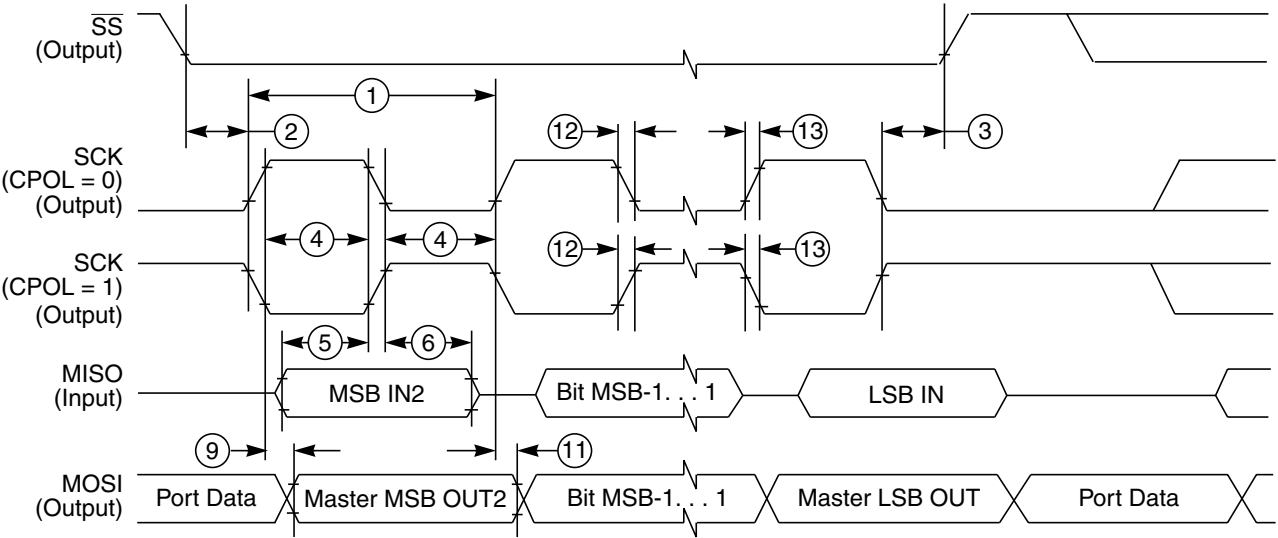 SS
(Output)
1
2
12
13
3
SCK
(CPOL = 0)
(Output)
4
4
12
13
SCK
(CPOL = 1)
(Output)
5
6
MISO
(Input)
MSB IN2
Bit MSB-1. . . 1
LSB IN
9
11
MOSI
(Output)
Port Data
Master MSB OUT2
Bit MSB-1. . . 1
Master LSB OUT
Port Data